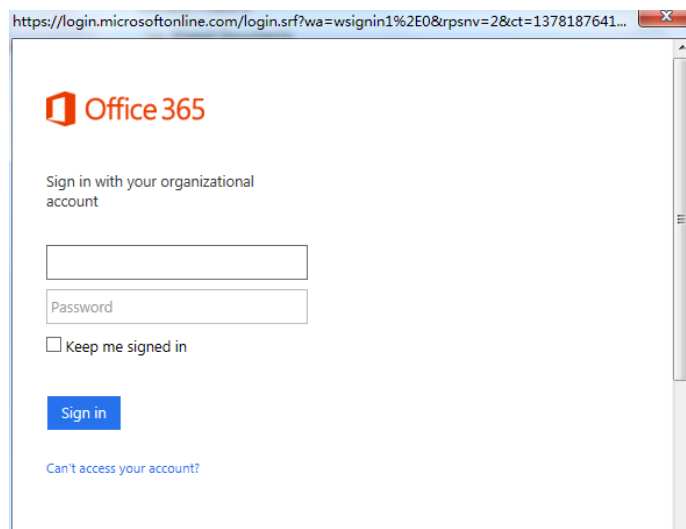 https://login.microsoftonline.com/login.srf?wa=wsignin1%2E0&rpsnv=2&ct=1378187641...
Office 365
Sign in with your organizational
account
Password
Keep me signed in
Sign in
Can't access your account?